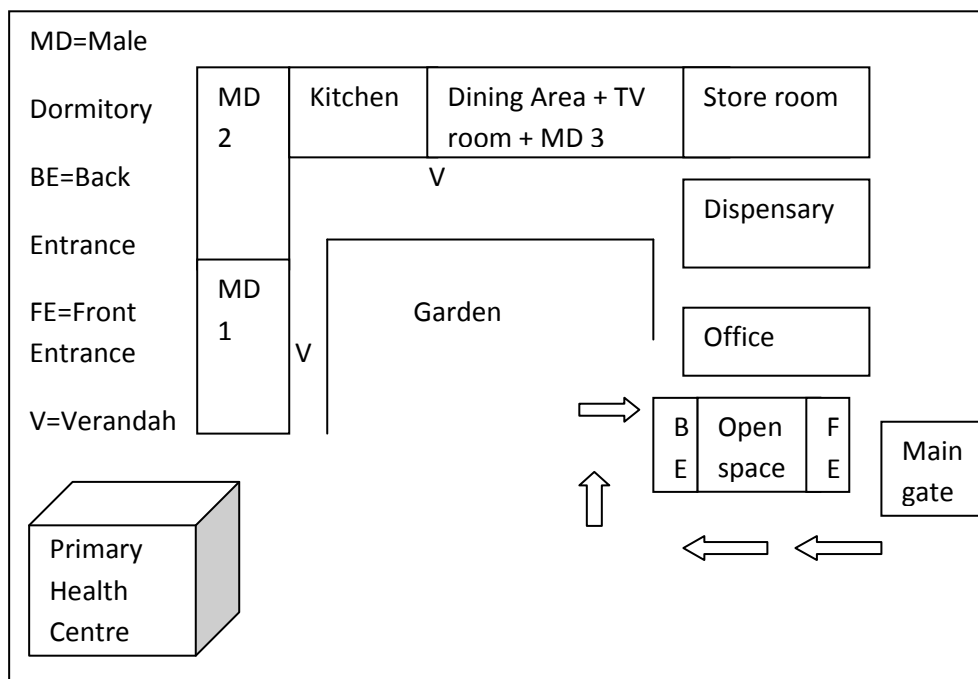 MD=Male
Dormitory
BE=Back
Entrance
FE=Front
Entrance
V=Verandah
MD
2
Kitchen
Dining Area + TV
room + MD 3
Store room
V
Dispensary
MD
1
V
Garden
Office
B
E
Open
space
F
E
Main
gate
Primary
Health
Centre